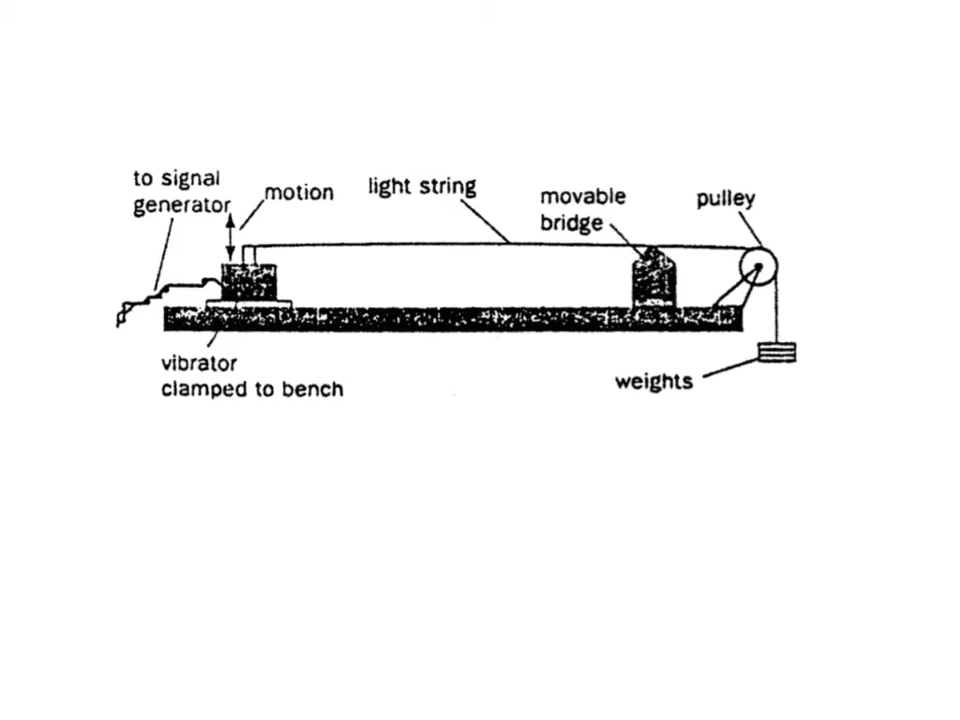 to signal
generator
motion
light string
movable
bridge
pulley
vibrator
clamped to bench
weights